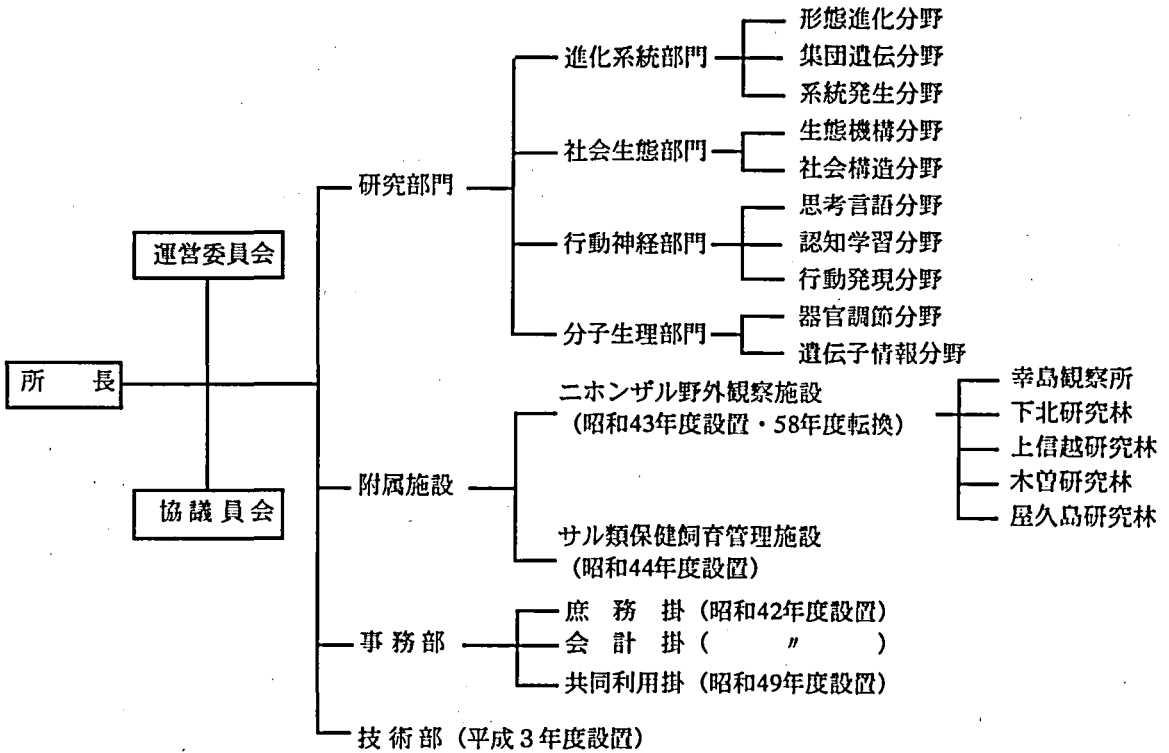 所長
運営委員会
協議員会
研究部門
進化系統部門
形態進化分野
集団遺伝分野
系統発生分野
社会生態部門
生態機構分野
社会構造分野
行動神経部門
思考言語分野
認知学習分野
行動発現分野
分子生理部門
器官調節分野
遺伝子情報分野
附属施設
ニホンザル野外観察施設
(昭和43年度設置・58年度転換)
幸島観察所
下北研究林
上信越研究林
木曽研究林
屋久島研究林
サル類保健飼育管理施設
(昭和44年度設置)
事務部
庶務掛(昭和42年度設置)
会計掛( 〃 )
共同利用掛(昭和49年度設置)
技術部(平成3年度設置)